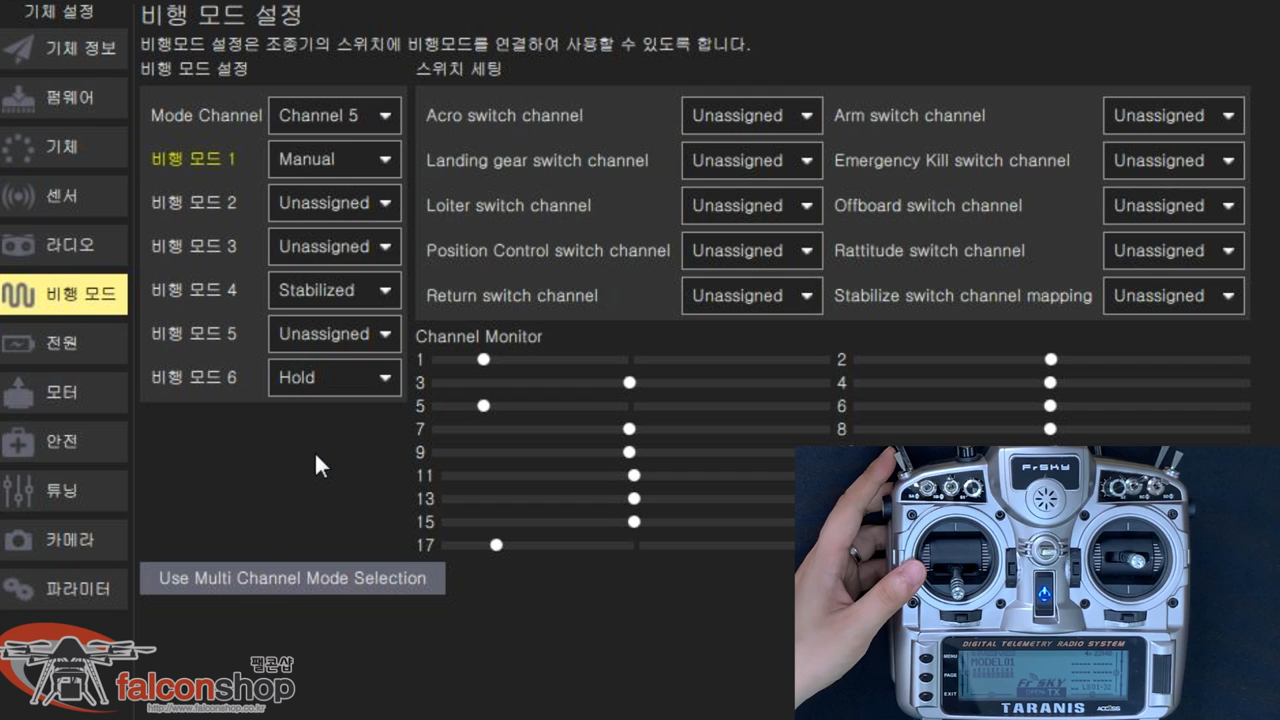 기체 설정
기체 정보
펌웨어
기체
센서
라디오
비행 모드
전원
모터
안전
튜닝
카메라
파라미터
비행 모드 설정
비행모드 설정은 조종기의 스위치에 비행모드를 연결하여 사용할 수 있도록 합니다.
비행 모드 설정
Mode Channel Channel 5
비행 모드 1 Manual
비행 모드 2 Unassigned
비행 모드 3 Unassigned
비행 모드 4 Stabilized
비행 모드 5 Unassigned
비행 모드 6 Hold
Use Multi Channel Mode Selection
스위치 세팅
Acro switch channel Unassigned Arm switch channel Unassigned
Landing gear switch channel Unassigned Emergency Kill switch channel Unassigned
Loiter switch channel Unassigned Offboard switch channel Unassigned
Position Control switch channel Unassigned Rattitude switch channel Unassigned
Return switch channel Unassigned Stabilize switch channel mapping Unassigned
Channel Monitor
1 2
3 4
5 6
7 8
9
11
13
15
17
FrSKY
DIGITAL TELEMETRY RADIO SYSTEM
MENU
PAGE
EXIT
MODEL01
FrSKY
LS01-32
TARANIS ACCESS
팰콘샵
falconshop
http://www.falconshop.co.kr